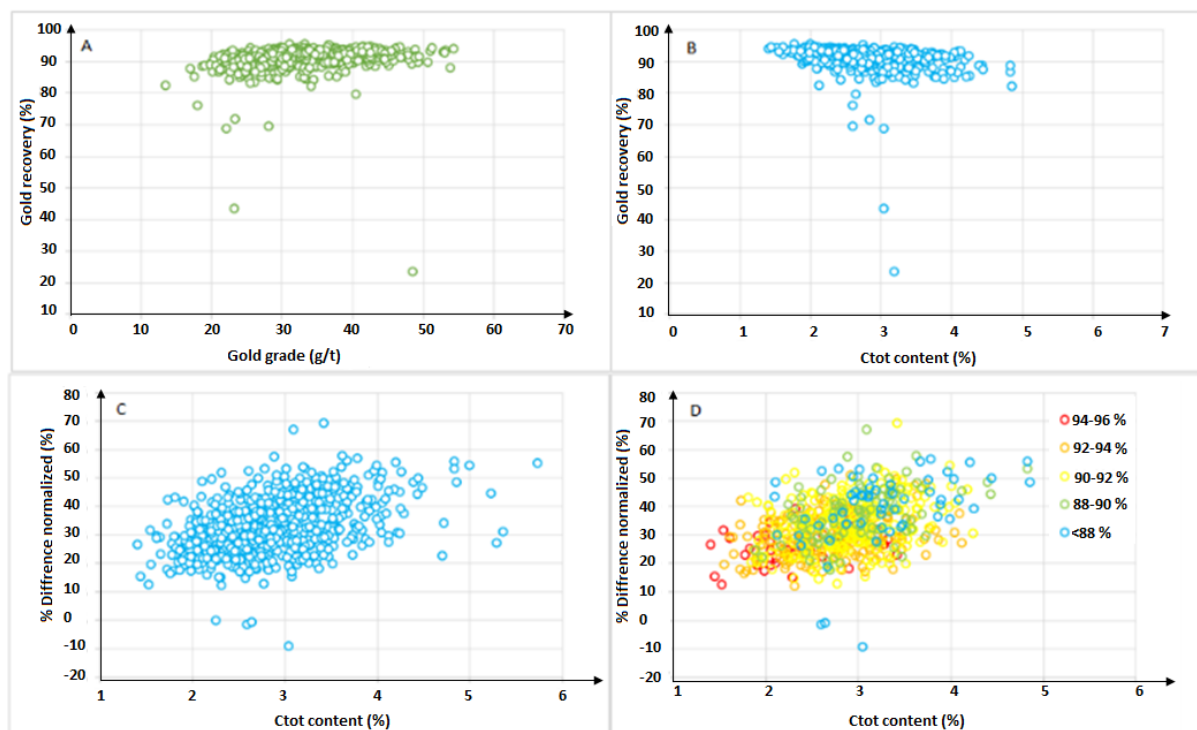 A
Gold recovery (%)
100
90
80
70
60
50
40
30
20
10
0 10 20 30 40 50 60 70
Gold grade (g/t)
B
Gold recovery (%)
100
90
80
70
60
50
40
30
20
10
0 1 2 3 4 5 6 7
Ctot content (%)
C
% Diffrence normalized (%)
80
70
60
50
40
30
20
10
0
-10
-20
1 2 3 4 5 6
Ctot content (%)
D
% Diffrence normalized (%)
80
70
60
50
40
30
20
10
0
-10
-20
1 2 3 4 5 6
Ctot content (%)
94-96 %
92-94 %
90-92 %
88-90 %
<88 %